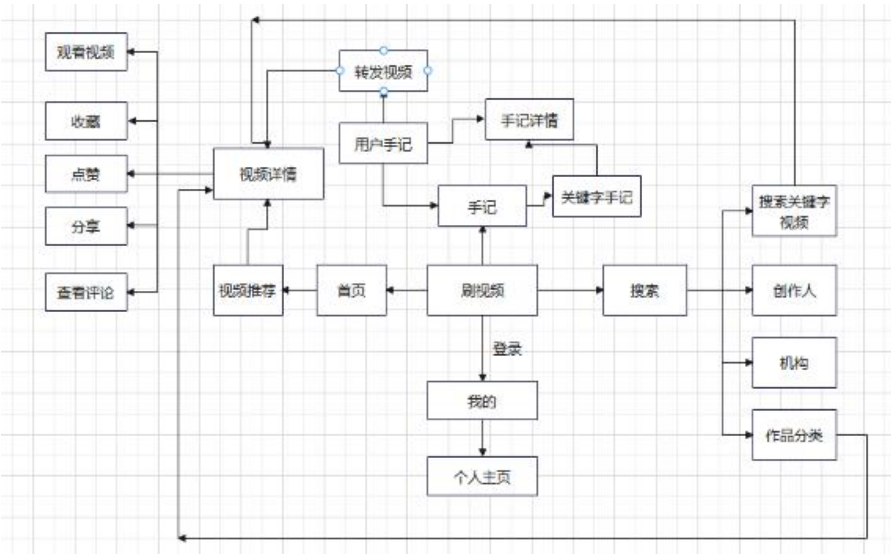 观看视频
转发视频
收藏
手记详情
用户手记
点赞
视频详情
关键字手记
手记
搜索关键字
视频
分享
查看评论
视频推荐
首页
刷视频
搜索
创作人
登录
机构
我的
作品分类
个人主页